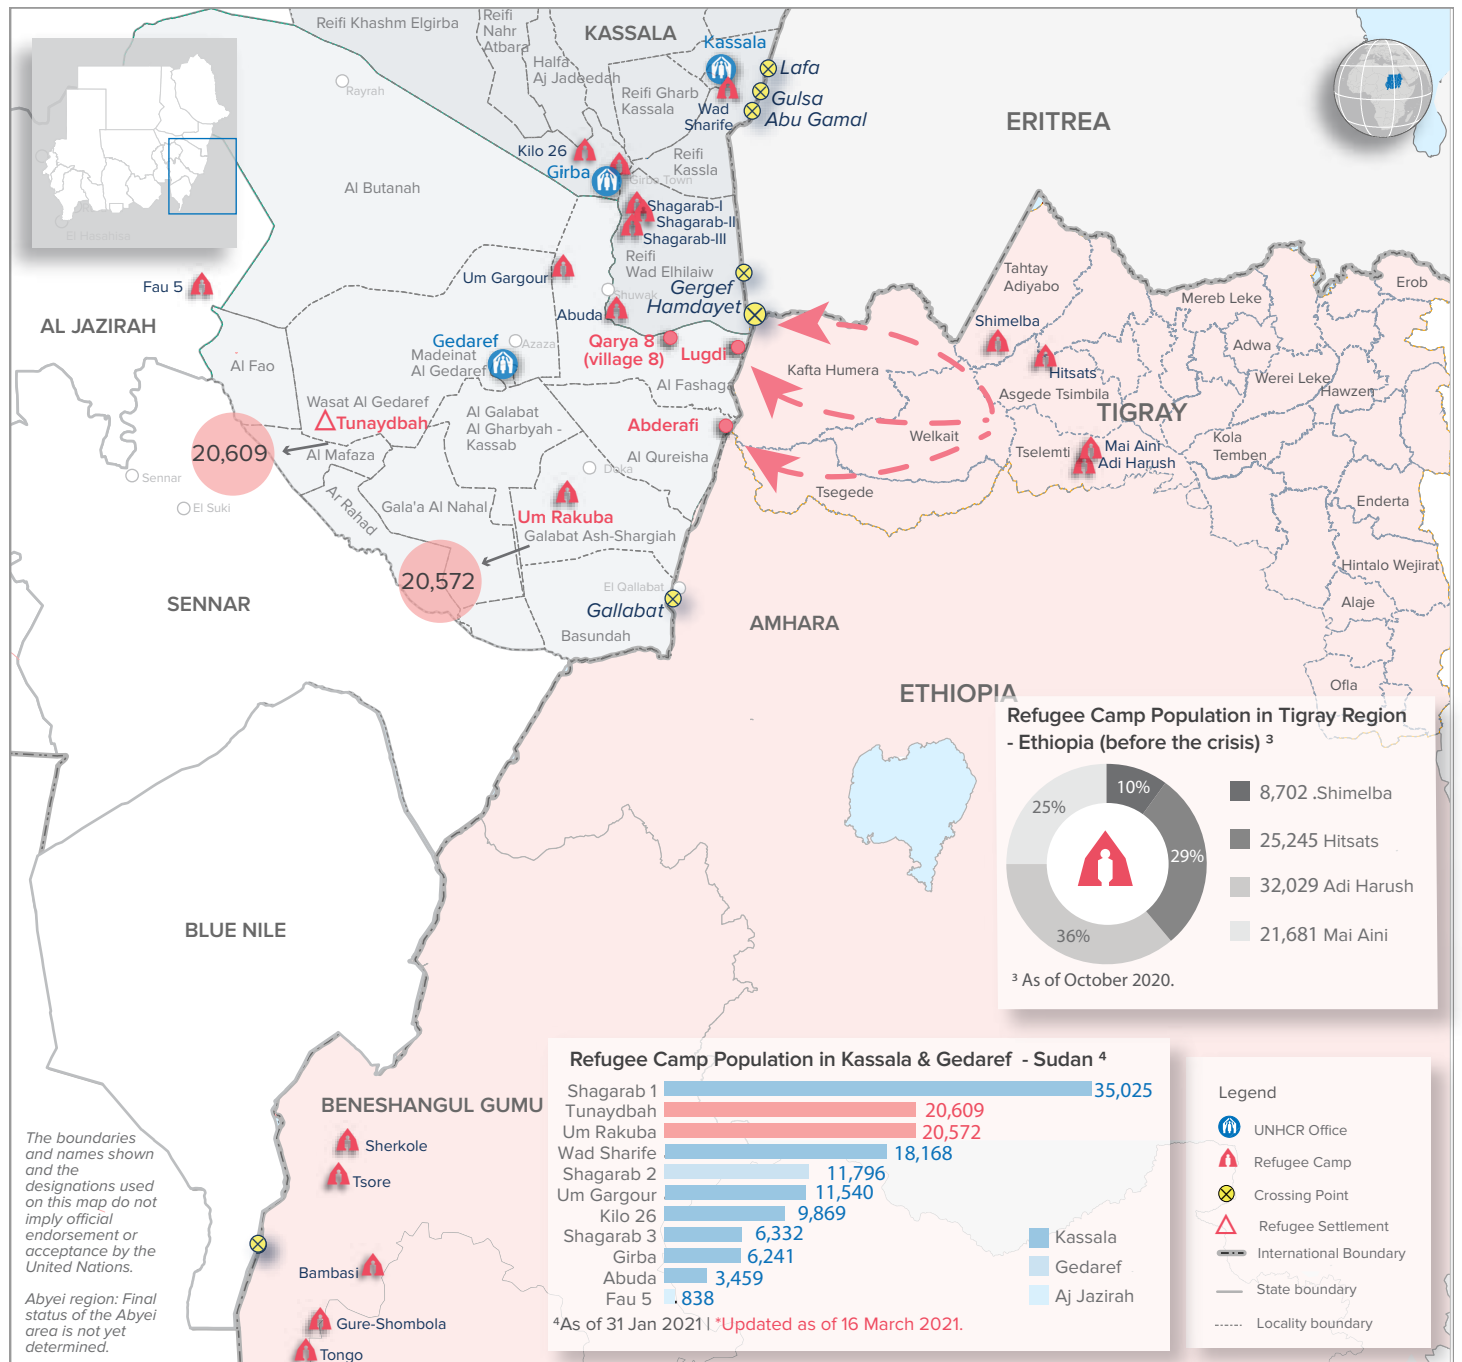 Reifi Khashm Elgirba
Reifi
Nahr
Atbara
KASSALA
Kassala
Halfa
Aj Jadeedah
Lafa
Rayrah
Reifi Gharb
Kassala
Gulsa
Wad
Sharife
Abu Gamal
ERITREA
Kilo 26
Reifi
Kassla
Girba
Girba Town
Al Butanah
Shagarab-I
Shagarab-II
Shagarab-III
El Hasanisa
Reifi
Wad Elhilaiw
Um Gargour
Fau 5
Shuwak
Gergef
Hamdayet
Tahtay
Adiyabo
Erob
Mereb Leke
Abuda
AL JAZIRAH
Shimelba
Gedaref
Azaza
Qarya 8
(village 8)
Lugdi
Adwa
Madeinat
Al Gedaref
Al Fao
Kafta Humera
Hitsats
Werei Leke
Hawzen
Al Fashaga
Asgede Tsimbila
Wasat Al Gedaref
Al Galabat
Al Gharbyah -
Kassab
TIGRAY
Tunaydbah
Abderafi
Welkait
Kola
Temben
20,609
Al Mafaza
Al Qureisha
Tselemti
Mai Aini
Adi Harush
Sennar
Doka
Tsegede
Enderta
El Suki
Ar Rahad
Gala'a Al Nahal
Um Rakuba
Galabat Ash-Shargiah
Hintalo Wejirat
20,572
El Qallabat
SENNAR
Gallabat
Alaje
AMHARA
Basundah
Ofla
ETHIOPIA
Refugee Camp Population in Tigray Region
- Ethiopia (before the crisis) ³
10%
25%
29%
36%
8,702 .Shimelba
25,245 Hitsats
32,029 Adi Harush
21,681 Mai Aini
³ As of October 2020.
BLUE NILE
BENESHANGUL GUMU
Sherkole
Tsore
Bambasi
Gure-Shombola
Tongo
The boundaries
and names shown
and the
designations used
on this map do not
imply official
endorsement or
acceptance by the
United Nations.
Abyei region: Final
status of the Abyei
area is not yet
determined.
Refugee Camp Population in Kassala & Gedaref - Sudan ⁴
Shagarab 1 35,025
Tunaydbah 20,609
Um Rakuba 20,572
Wad Sharife 18,168
Shagarab 2 11,796
Um Gargour 11,540
Kilo 26 9,869
Shagarab 3 6,332
Girba 6,241
Abuda 3,459
Fau 5 838
Kassala
Gedaref
Aj Jazirah
⁴As of 31 Jan 2021 | *Updated as of 16 March 2021.
Legend
UNHCR Office
Refugee Camp
Crossing Point
Refugee Settlement
International Boundary
State boundary
Locality boundary